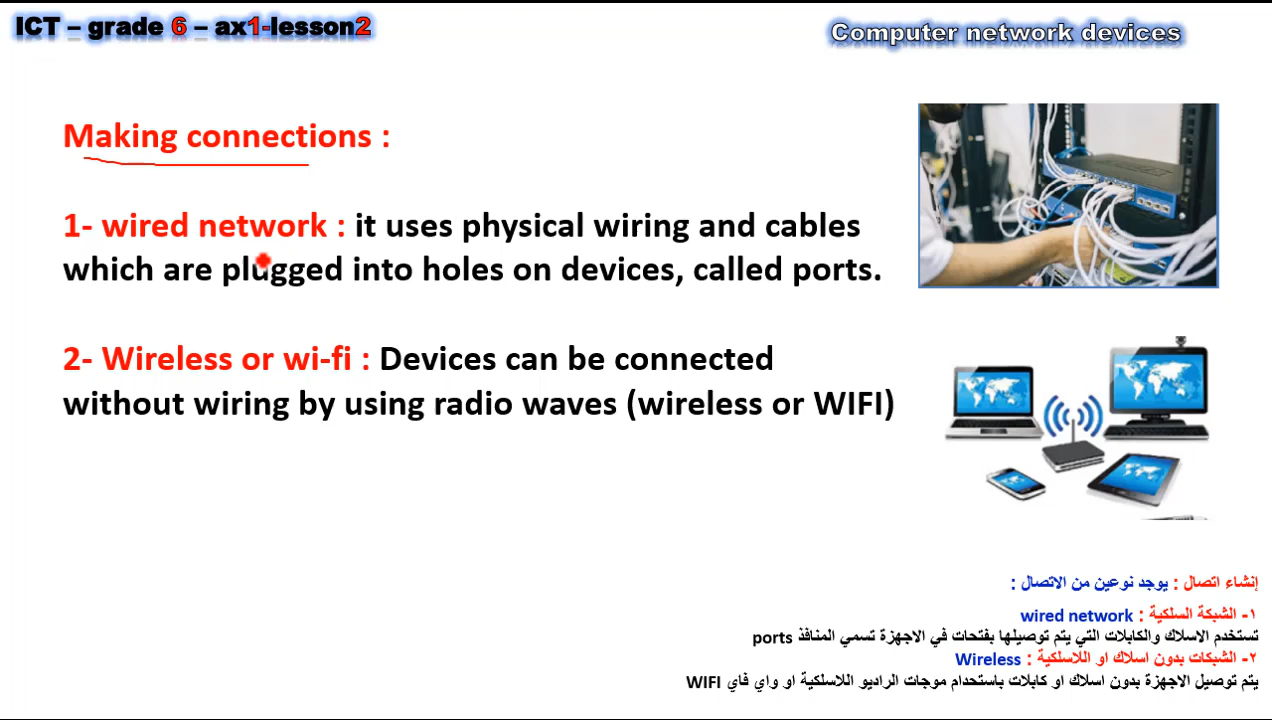 ICT – grade 6 – ax1-lesson2
Computer network devices
Making connections :
1- wired network : it uses physical wiring and cables
which are plugged into holes on devices, called ports.
2- Wireless or wi-fi : Devices can be connected
without wiring by using radio waves (wireless or WIFI)
إنشاء اتصال : يوجد نوعين من الاتصال :
١- الشبكة السلكية : wired network
تستخدم الاسلاك والكابلات التي يتم توصيلها بفتحات في الاجهزة تسمي المنافذ ports
٢- الشبكات بدون اسلاك او اللاسلكية : Wireless
يتم توصيل الاجهزة بدون اسلاك او كابلات باستخدام موجات الراديو اللاسلكية او واي فاي WIFI